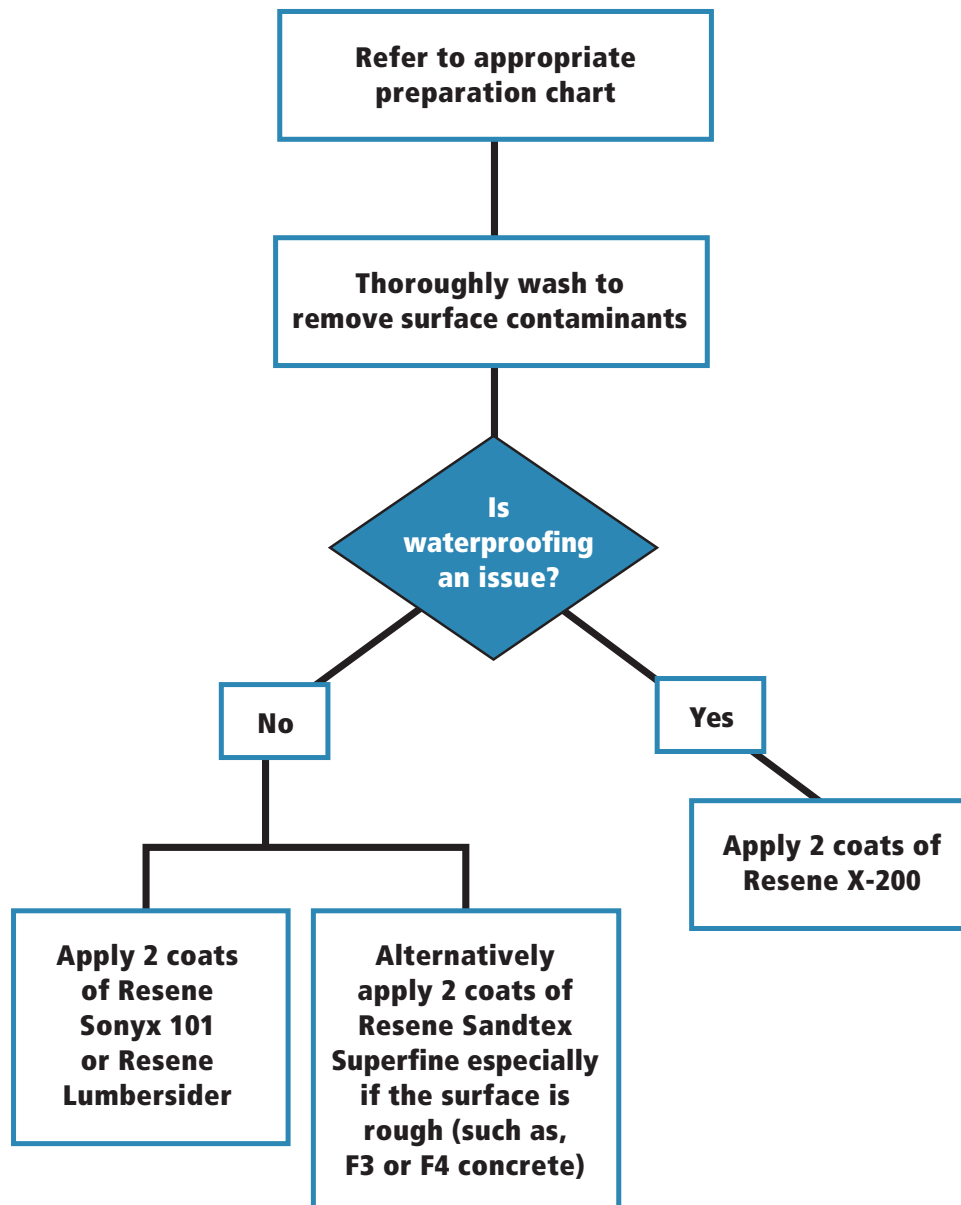 Refer to appropriate
preparation chart
Thoroughly wash to
remove surface contaminants
Is
waterproofing
an issue?
No
Yes
Apply 2 coats of
Resene X-200
Apply 2 coats
of Resene
Sonyx 101
or Resene
Lumbersider
Alternatively
apply 2 coats of
Resene Sandtex
Superfine especially
if the surface is
rough (such as,
F3 or F4 concrete)